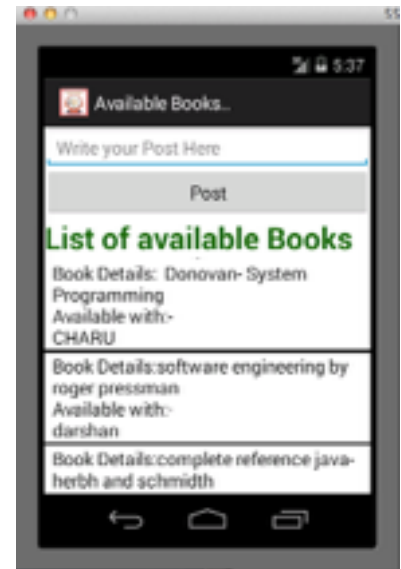 55
5:37
Available Books..
Write your Post Here
Post
List of available Books
Book Details: Donovan- System
Programming
Available with:-
CHARU
Book Details:software engineering by
roger pressman
Available with:-
darshan
Book Details:complete reference java-
herbh and schmidth